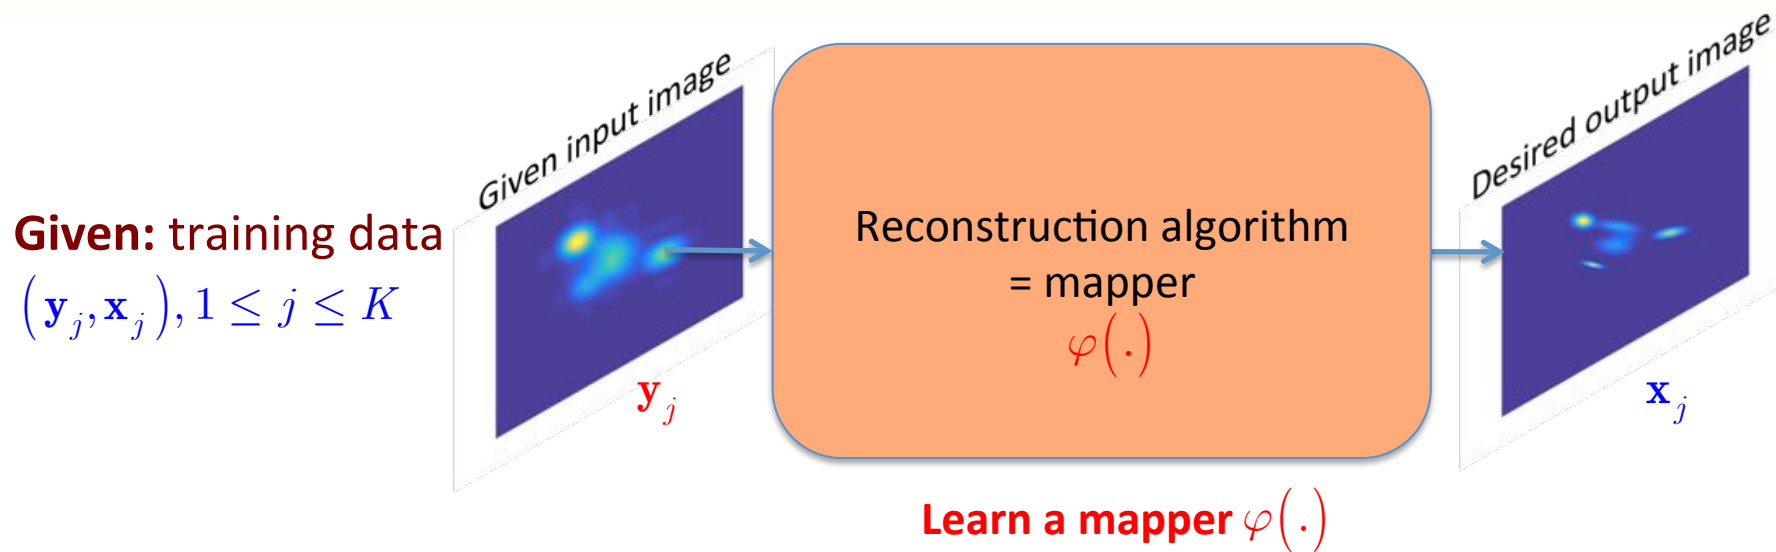 Given: training data
(y_j, x_j), 1 ≤ j ≤ K
Given input image
y_j
Reconstruction algorithm
= mapper
φ(.)
Desired output image
x_j
Learn a mapper φ(.)